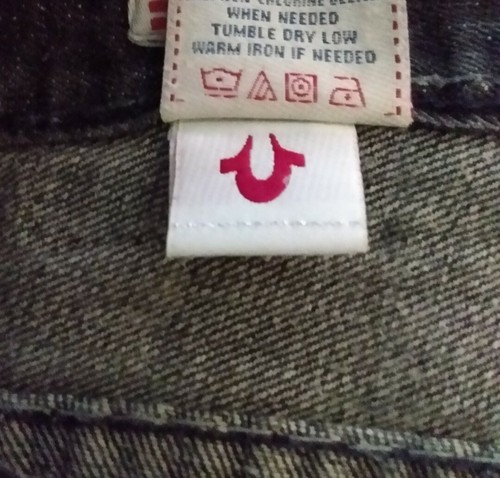 WHEN NEEDED
TUMBLE DRY LOW
WARM IRON IF NEEDED